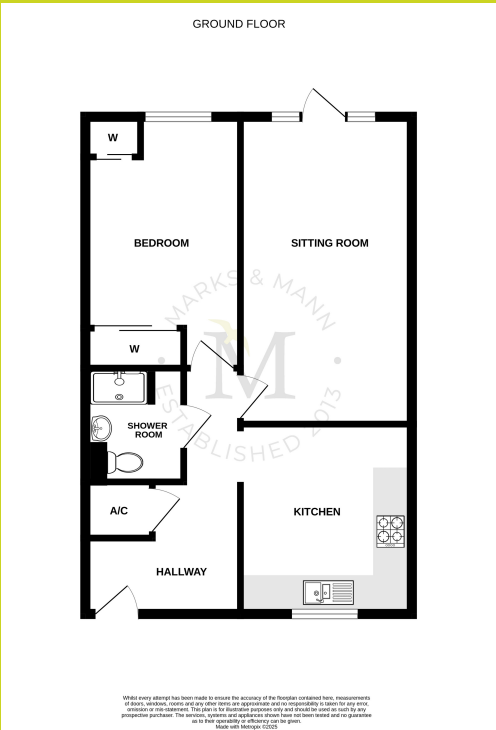 GROUND FLOOR
W
BEDROOM
SITTING ROOM
MARKS & MANN
M
ESTABLISHED 2013
W
SHOWER
ROOM
A/C
KITCHEN
HALLWAY
Whilst every attempt has been made to ensure the accuracy of the floorplan contained here, measurements
of doors, windows, rooms and any other items are approximate and no responsibility is taken for any error,
omission or mis-statement. This plan is for illustrative purposes only and should be used as such by any
prospective purchaser. The services, systems and appliances shown have not been tested and no guarantee
as to their operability or efficiency can be given.
Made with Metropix ©2025